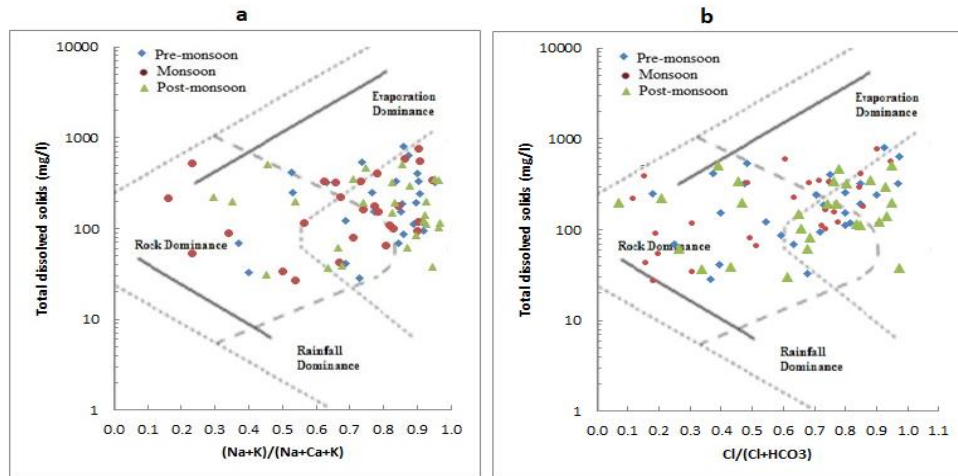 a
10000
1000
100
10
1
Total dissolved solids (mg/l)
Pre-monsoon
Monsoon
Post-monsoon
Evaporation
Dominance
Rock Dominance
Rainfall
Dominance
0.0 0.1 0.2 0.3 0.4 0.5 0.6 0.7 0.8 0.9 1.0
(Na+K)/(Na+Ca+K)
b
10000
1000
100
10
1
Total dissolved solids (mg/l)
Pre-monsoon
Monsoon
Post-monsoon
Evaporation
Dominance
Rock Dominance
Rainfall
Dominance
0.0 0.1 0.2 0.3 0.4 0.5 0.6 0.7 0.8 0.9 1.0 1.1
Cl/(Cl+HCO3)